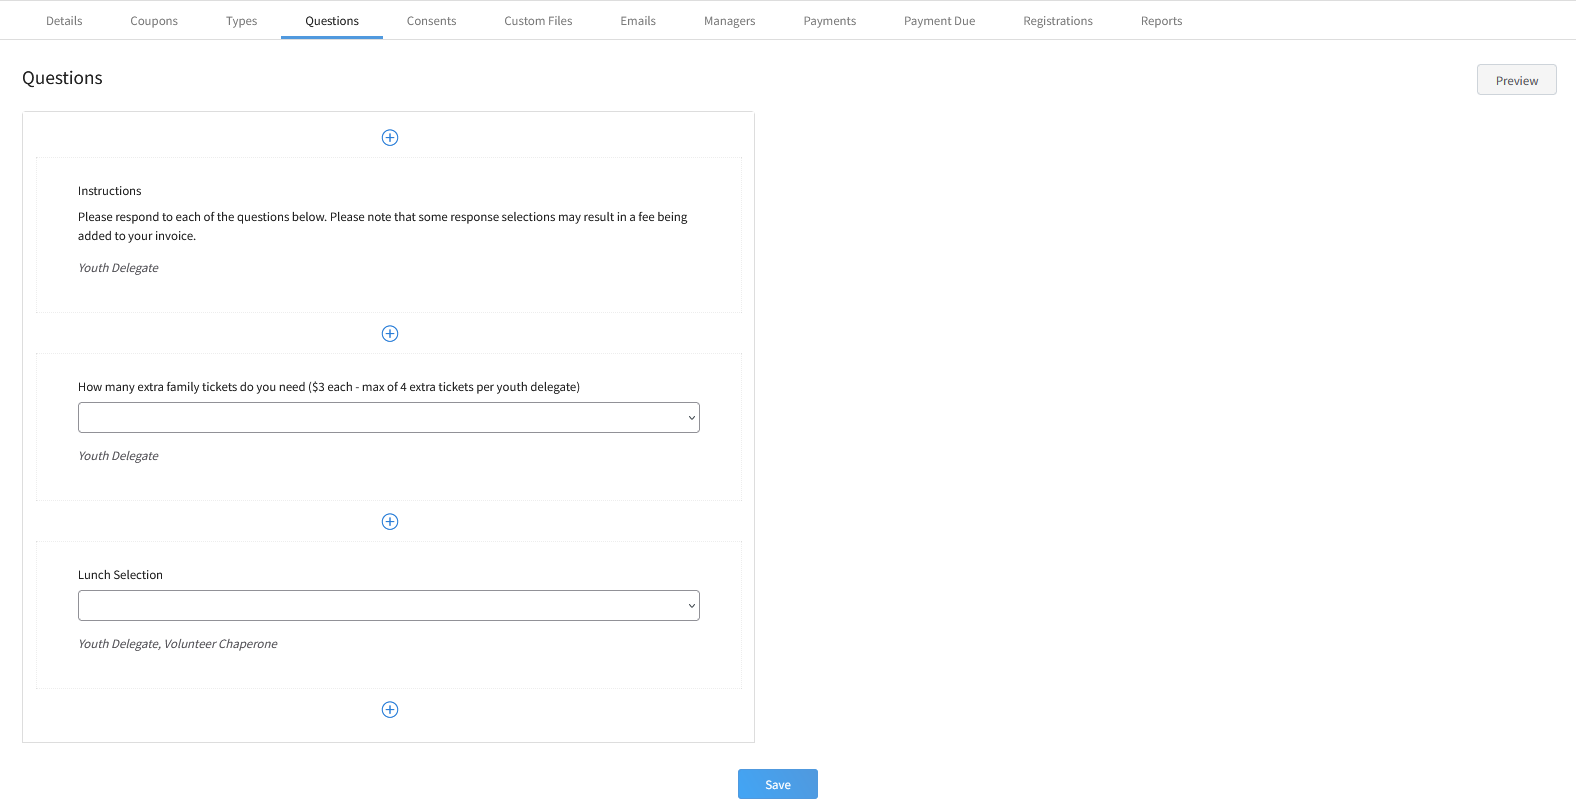 Details Coupons Types Questions Consents Custom Files Emails Managers Payments Payment Due Registrations Reports
Questions
Preview
Instructions
Please respond to each of the questions below. Please note that some response selections may result in a fee being
added to your invoice.
Youth Delegate
How many extra family tickets do you need ($3 each - max of 4 extra tickets per youth delegate)
Youth Delegate
Lunch Selection
Youth Delegate, Volunteer Chaperone
Save